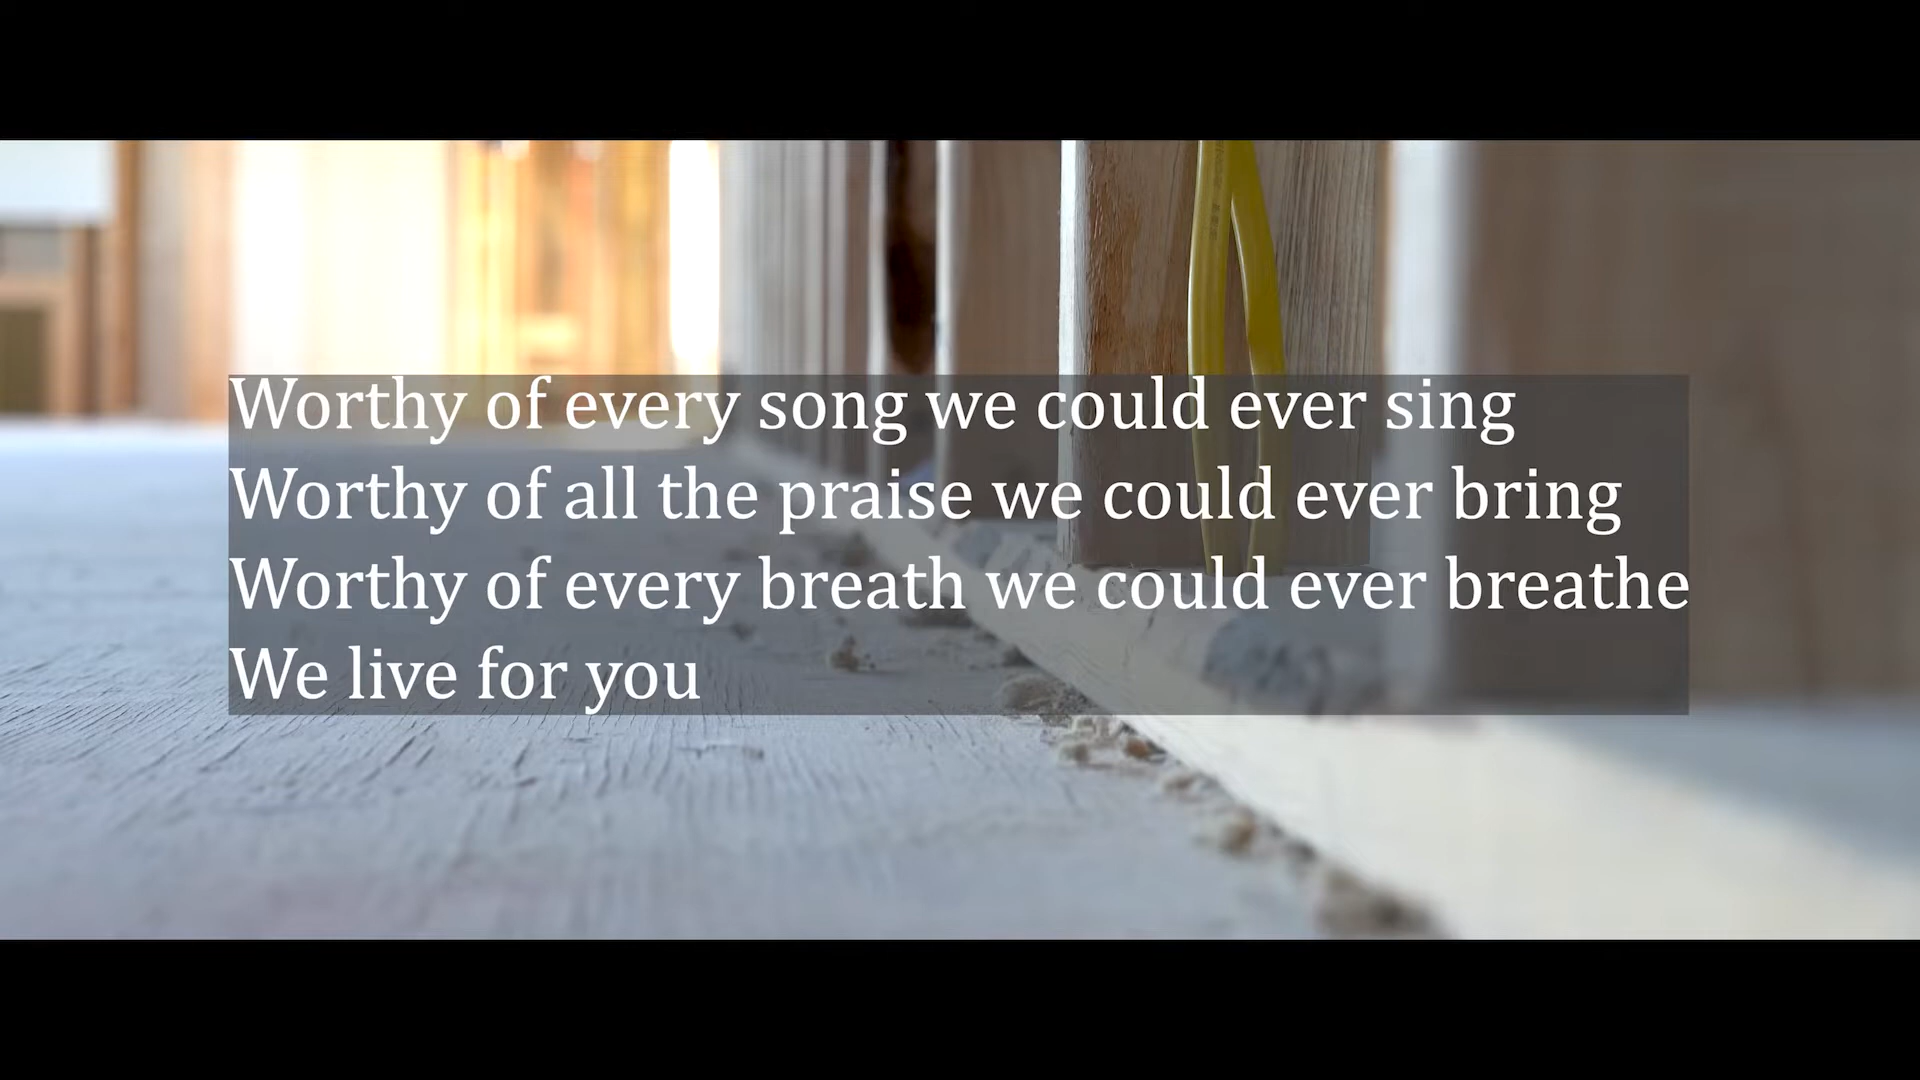 Worthy of every song we could ever sing
Worthy of all the praise we could ever bring
Worthy of every breath we could ever breathe
We live for you